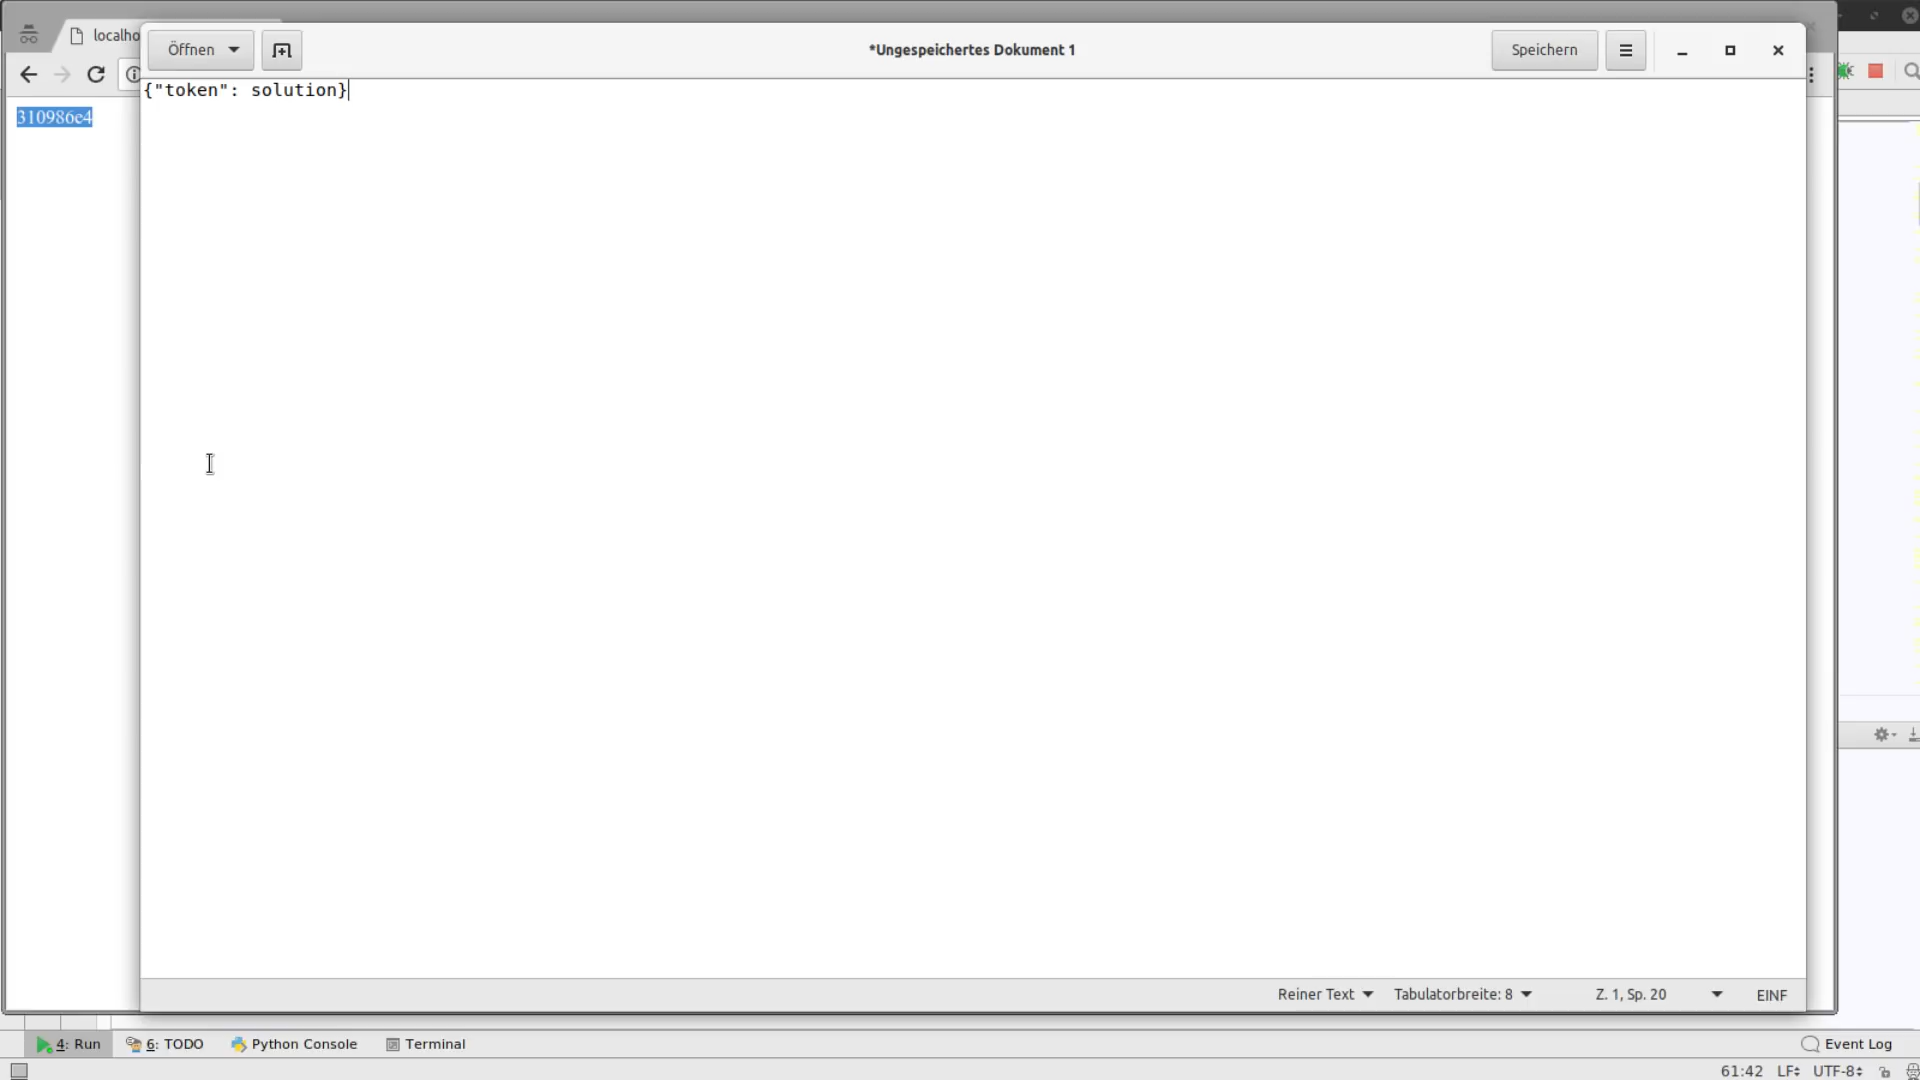 localho
Öffnen
*Ungespeichertes Dokument 1
Speichern
{"token": solution}
310986e4
Reiner Text
Tabulatorbreite: 8
Z. 1, Sp. 20
EINF
4: Run
6: TODO
Python Console
Terminal
Event Log
61:42
LF
UTF-8